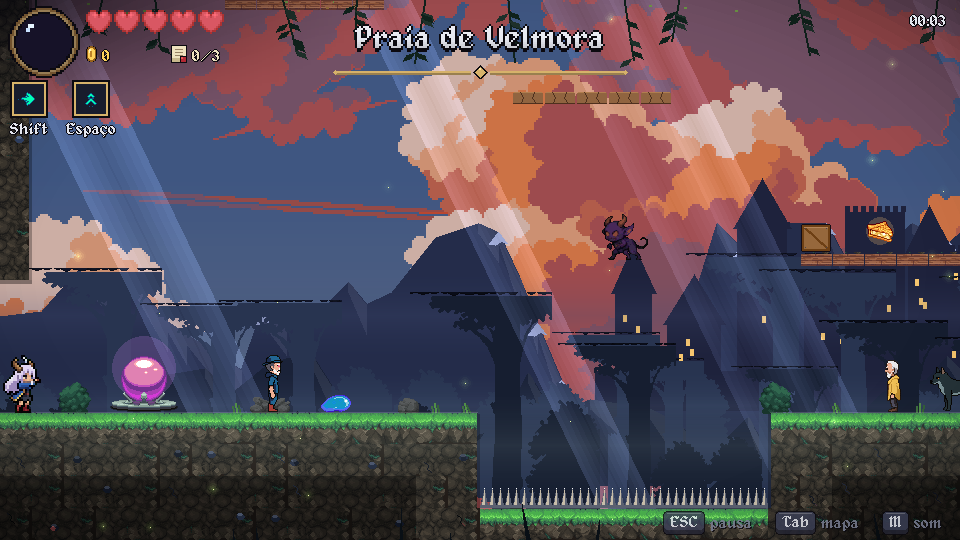 Praia de Velmora
00:03
0
0/3
Shift
Espaço
ESC pausa
Tab mapa
M som